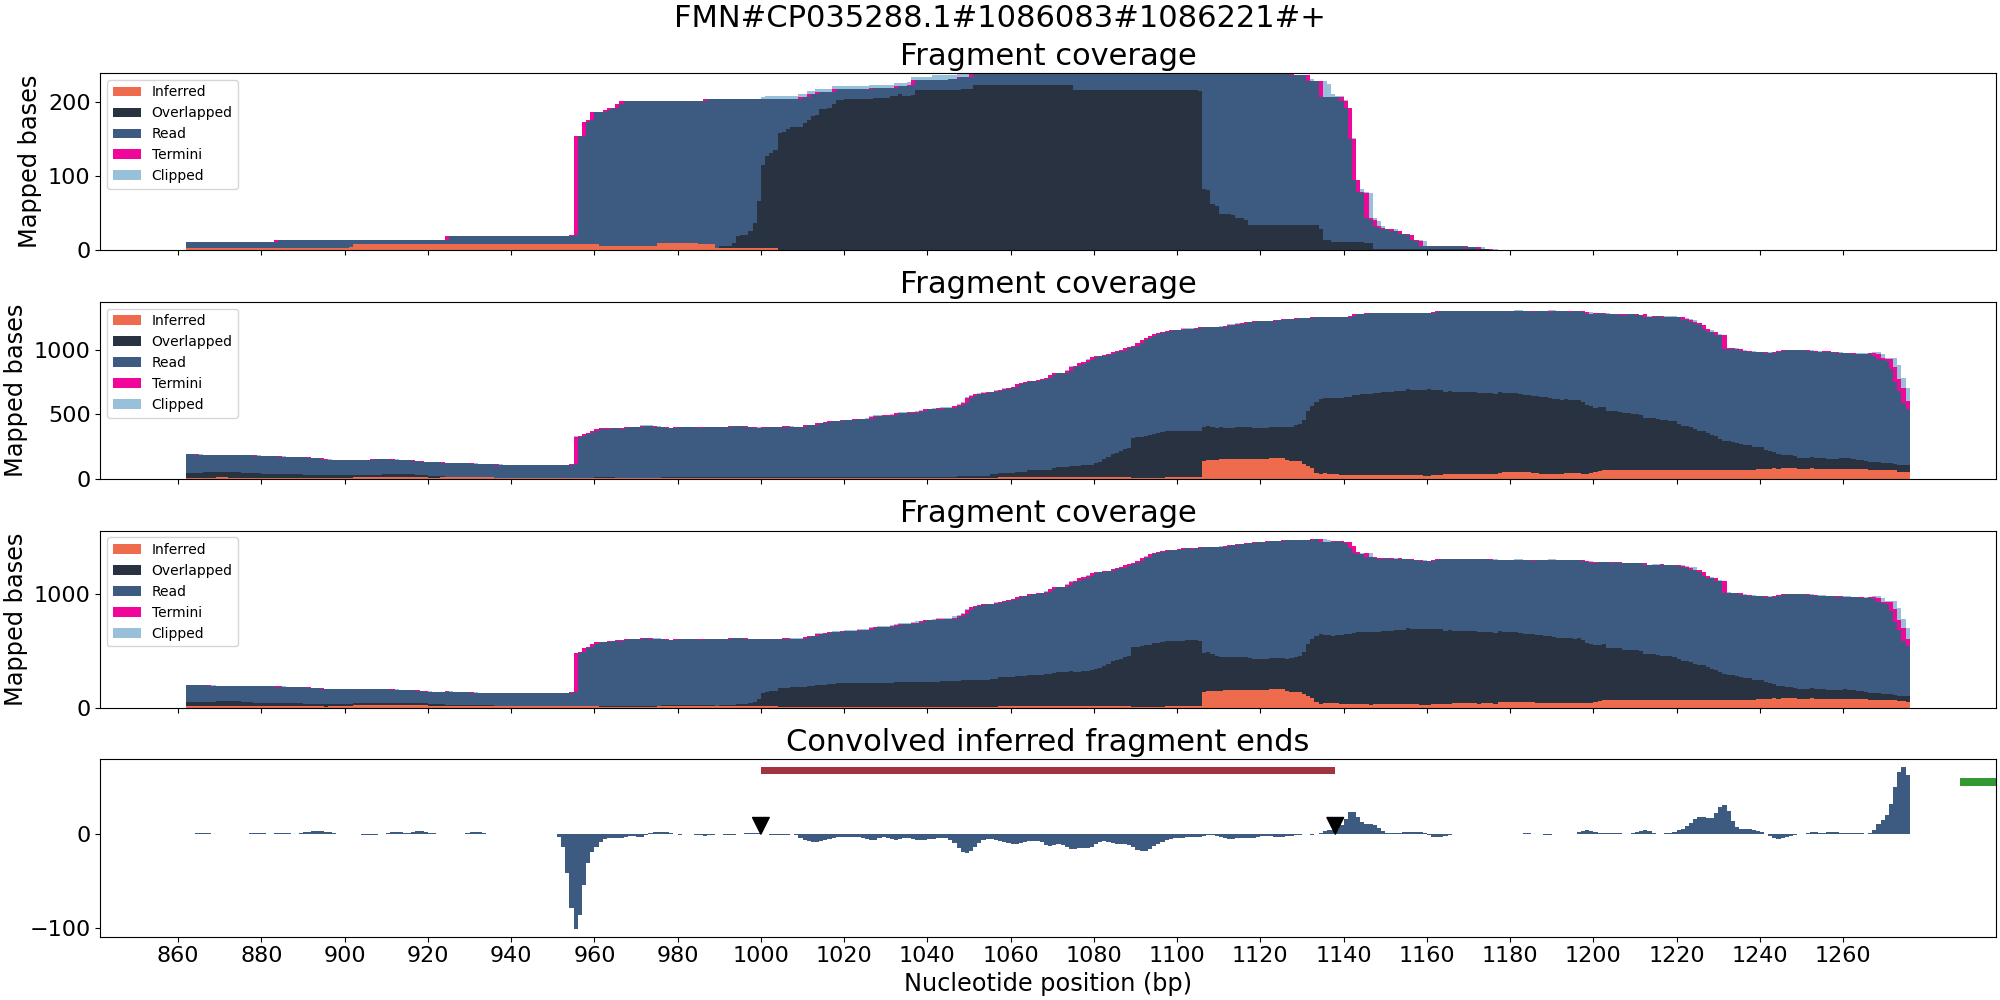 FMN#CP035288.1#1086083#1086221#+
Fragment coverage
Mapped bases
200
100
0
Inferred
Overlapped
Read
Termini
Clipped
Fragment coverage
Mapped bases
1000
500
0
Inferred
Overlapped
Read
Termini
Clipped
Fragment coverage
Mapped bases
1000
0
Inferred
Overlapped
Read
Termini
Clipped
Convolved inferred fragment ends
0
−100
860 880 900 920 940 960 980 1000 1020 1040 1060 1080 1100 1120 1140 1160 1180 1200 1220 1240 1260
Nucleotide position (bp)